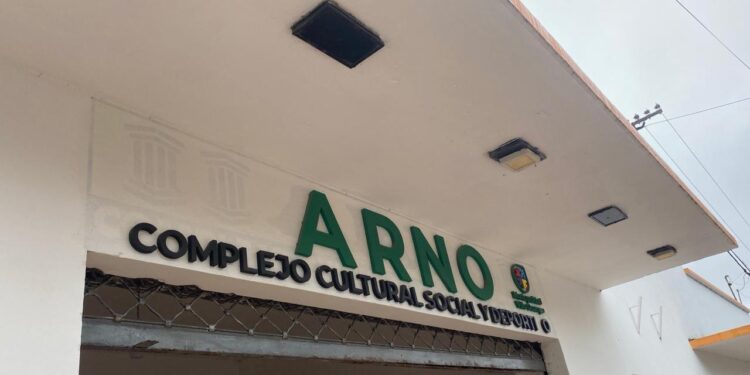 ARNO
COMPLEJO CULTURAL SOCIAL Y DEPORTI O